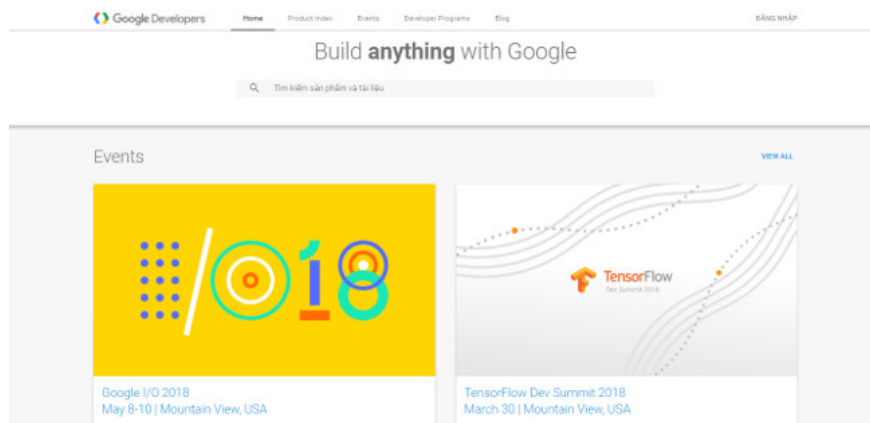 Google Developers Home Product Index Events Developer Programs Blog ĐĂNG NHẬP
Build anything with Google
Tìm kiếm sản phẩm và tài liệu
Events VIEW ALL
I/O18
TensorFlow
Dev Summit 2018
Google I/O 2018
May 8-10 | Mountain View, USA
TensorFlow Dev Summit 2018
March 30 | Mountain View, USA